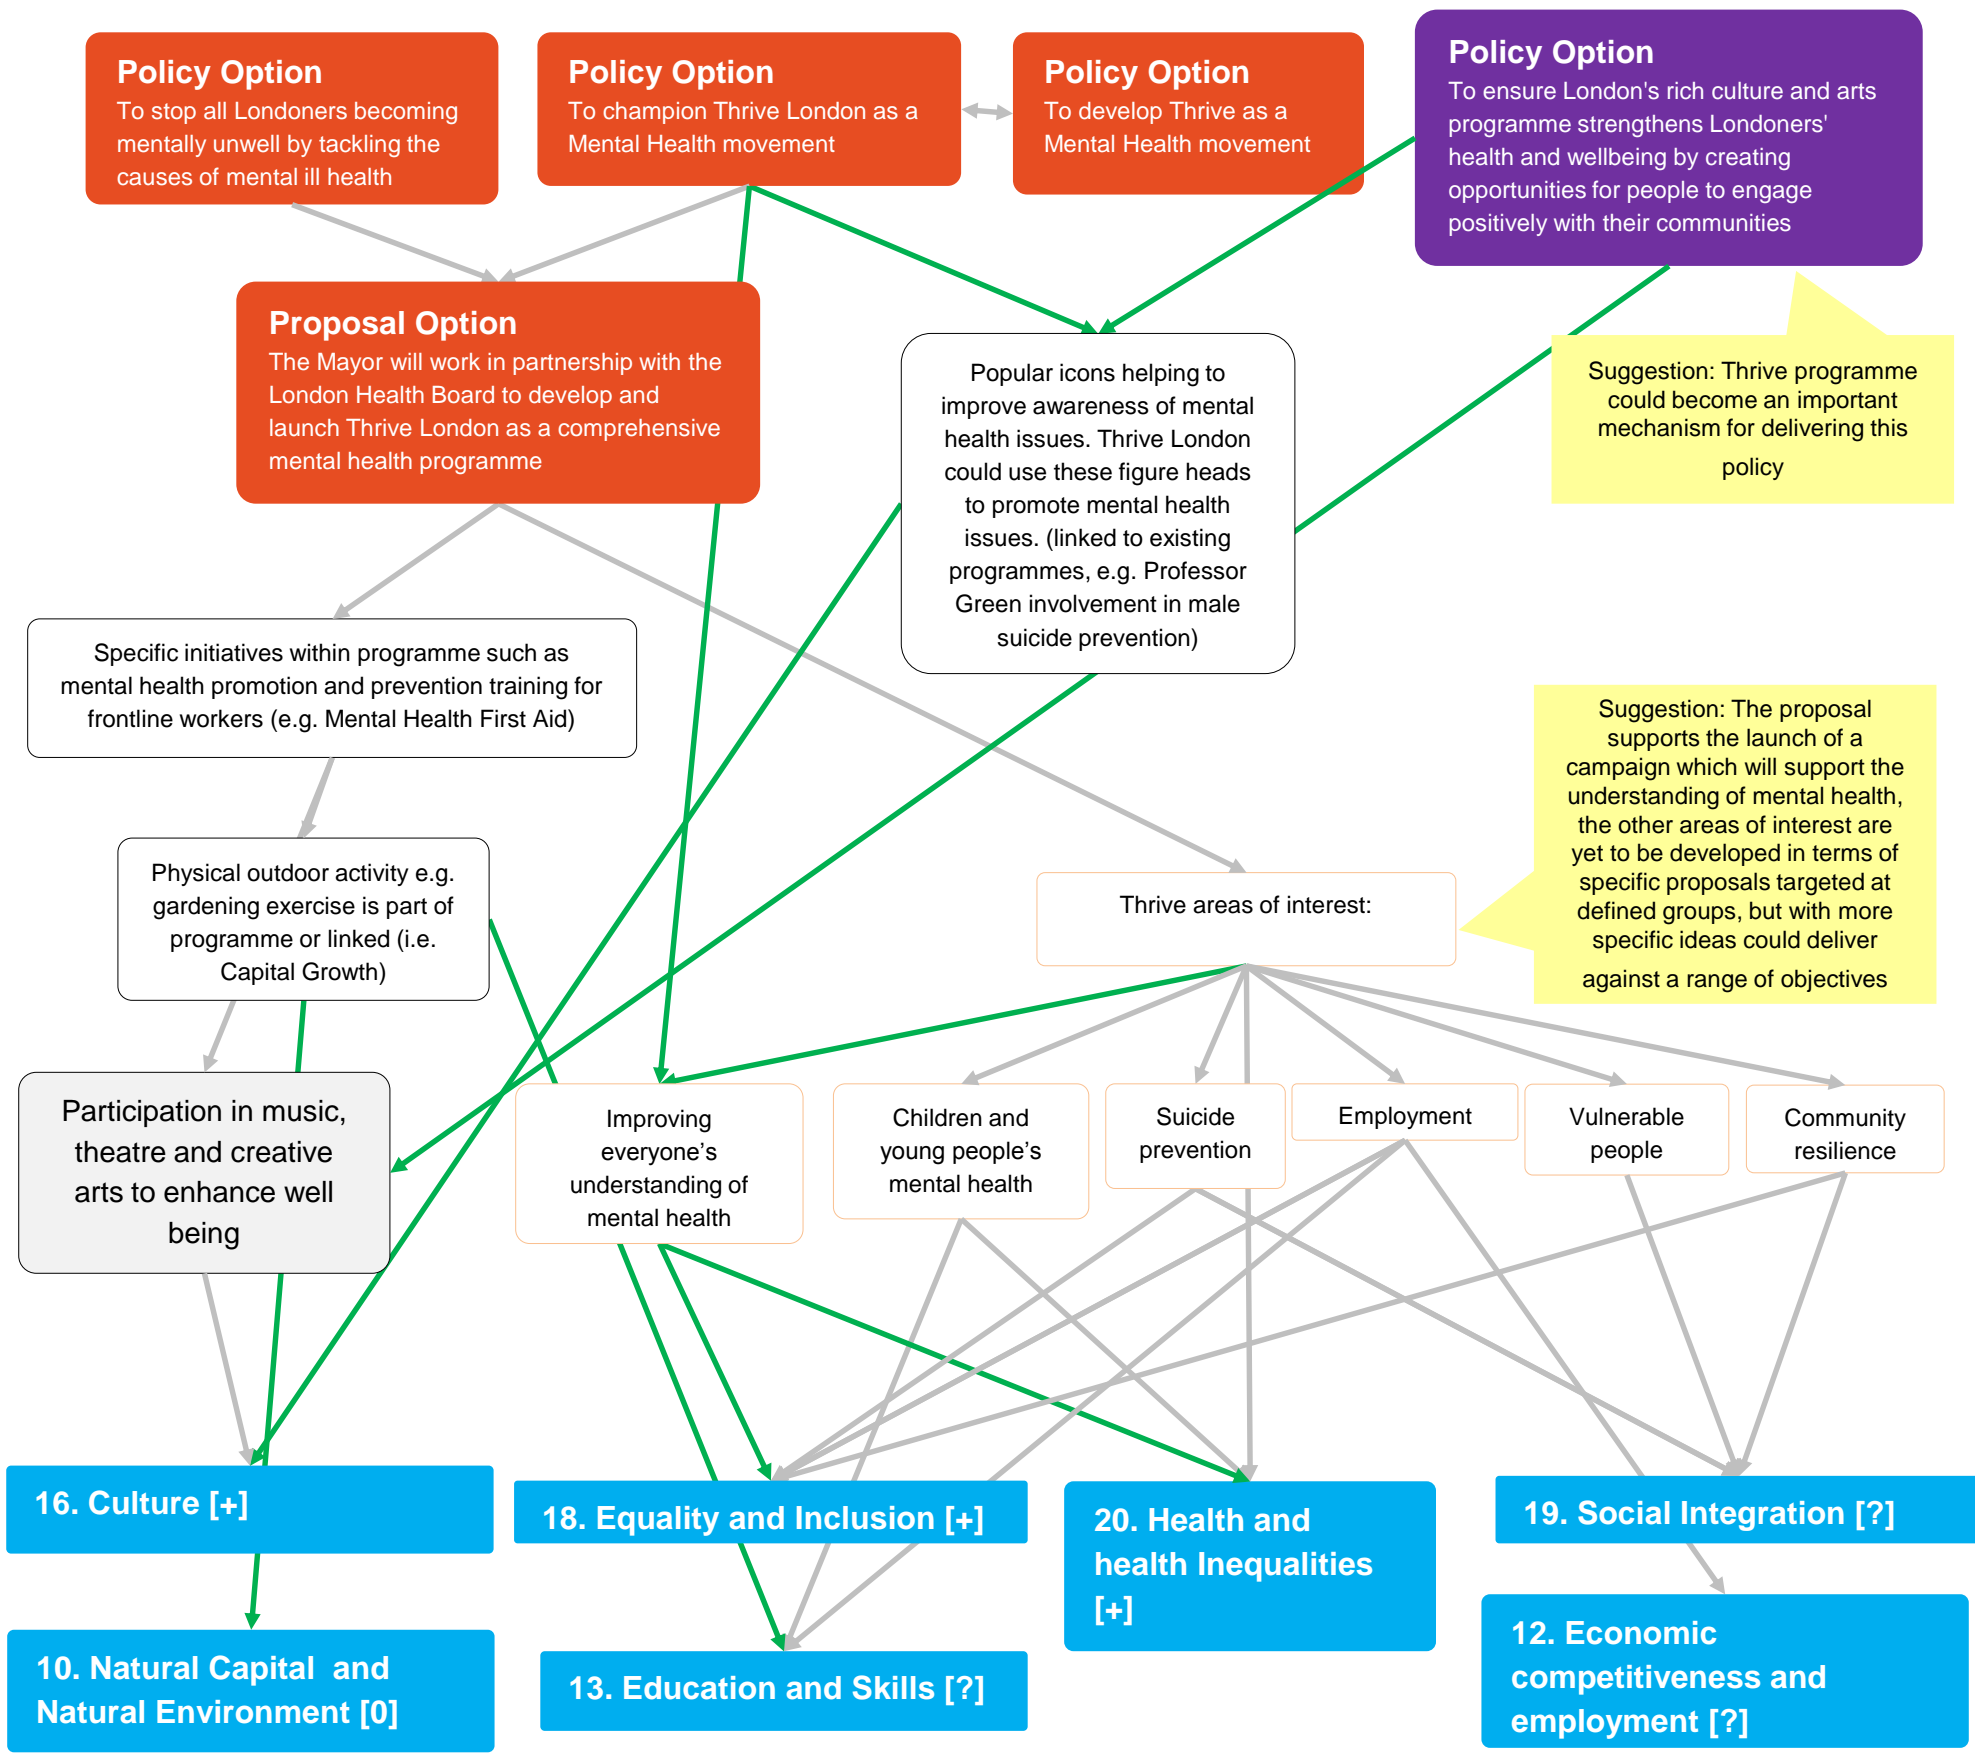 Policy Option
To stop all Londoners becoming
mentally unwell by tackling the
causes of mental ill health
Policy Option
To champion Thrive London as a
Mental Health movement
Policy Option
To develop Thrive as a
Mental Health movement
Policy Option
To ensure London's rich culture and arts
programme strengthens Londoners'
health and wellbeing by creating
opportunities for people to engage
positively with their communities
Proposal Option
The Mayor will work in partnership with the
London Health Board to develop and
launch Thrive London as a comprehensive
mental health programme
Popular icons helping to
improve awareness of mental
health issues. Thrive London
could use these figure heads
to promote mental health
issues. (linked to existing
programmes, e.g. Professor
Green involvement in male
suicide prevention)
Suggestion: Thrive programme
could become an important
mechanism for delivering this
policy
Specific initiatives within programme such as
mental health promotion and prevention training for
frontline workers (e.g. Mental Health First Aid)
Suggestion: The proposal
supports the launch of a
campaign which will support the
understanding of mental health,
the other areas of interest are
yet to be developed in terms of
specific proposals targeted at
defined groups, but with more
specific ideas could deliver
against a range of objectives
Physical outdoor activity e.g.
gardening exercise is part of
programme or linked (i.e.
Capital Growth)
Thrive areas of interest:
Participation in music,
theatre and creative
arts to enhance well
being
Improving
everyone’s
understanding of
mental health
Children and
young people’s
mental health
Suicide
prevention
Employment
Vulnerable
people
Community
resilience
16. Culture [+]
18. Equality and Inclusion [+]
20. Health and
health Inequalities
[+]
19. Social Integration [?]
10. Natural Capital  and
Natural Environment [0]
13. Education and Skills [?]
12. Economic
competitiveness and
employment [?]